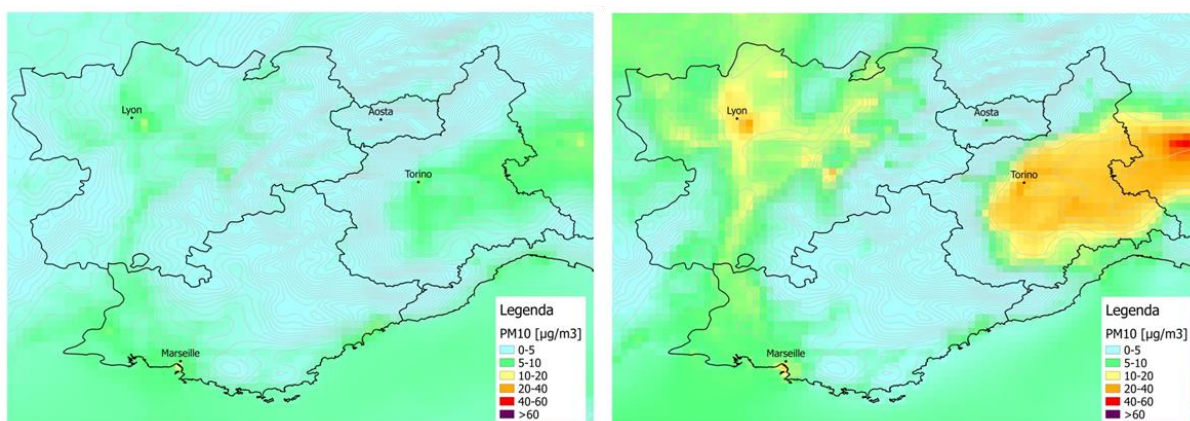 Lyon
Aosta
Torino
Marseille
Legenda
PM10 [µg/m3]
0-5
5-10
10-20
20-40
40-60
>60
Lyon
Aosta
Torino
Marseille
Legenda
PM10 [µg/m3]
0-5
5-10
10-20
20-40
40-60
>60